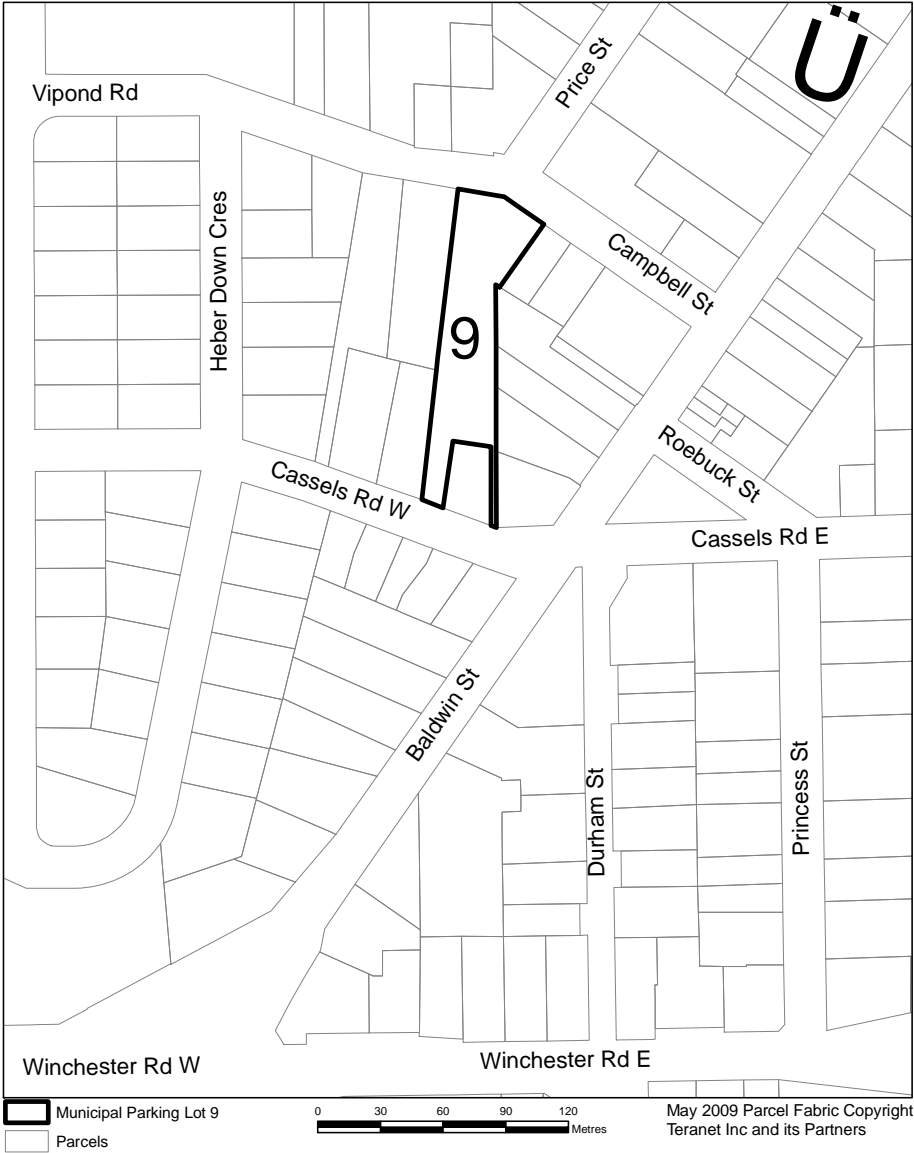 Ü
Price St
Vipond Rd
Heber Down Cres
Campbell St
9
Roebuck St
Cassels Rd W
Cassels Rd E
Baldwin St
Durham St
Princess St
Winchester Rd W
Winchester Rd E
Municipal Parking Lot 9
Parcels
0 30 60 90 120
Metres
May 2009 Parcel Fabric Copyright
Teranet Inc and its Partners